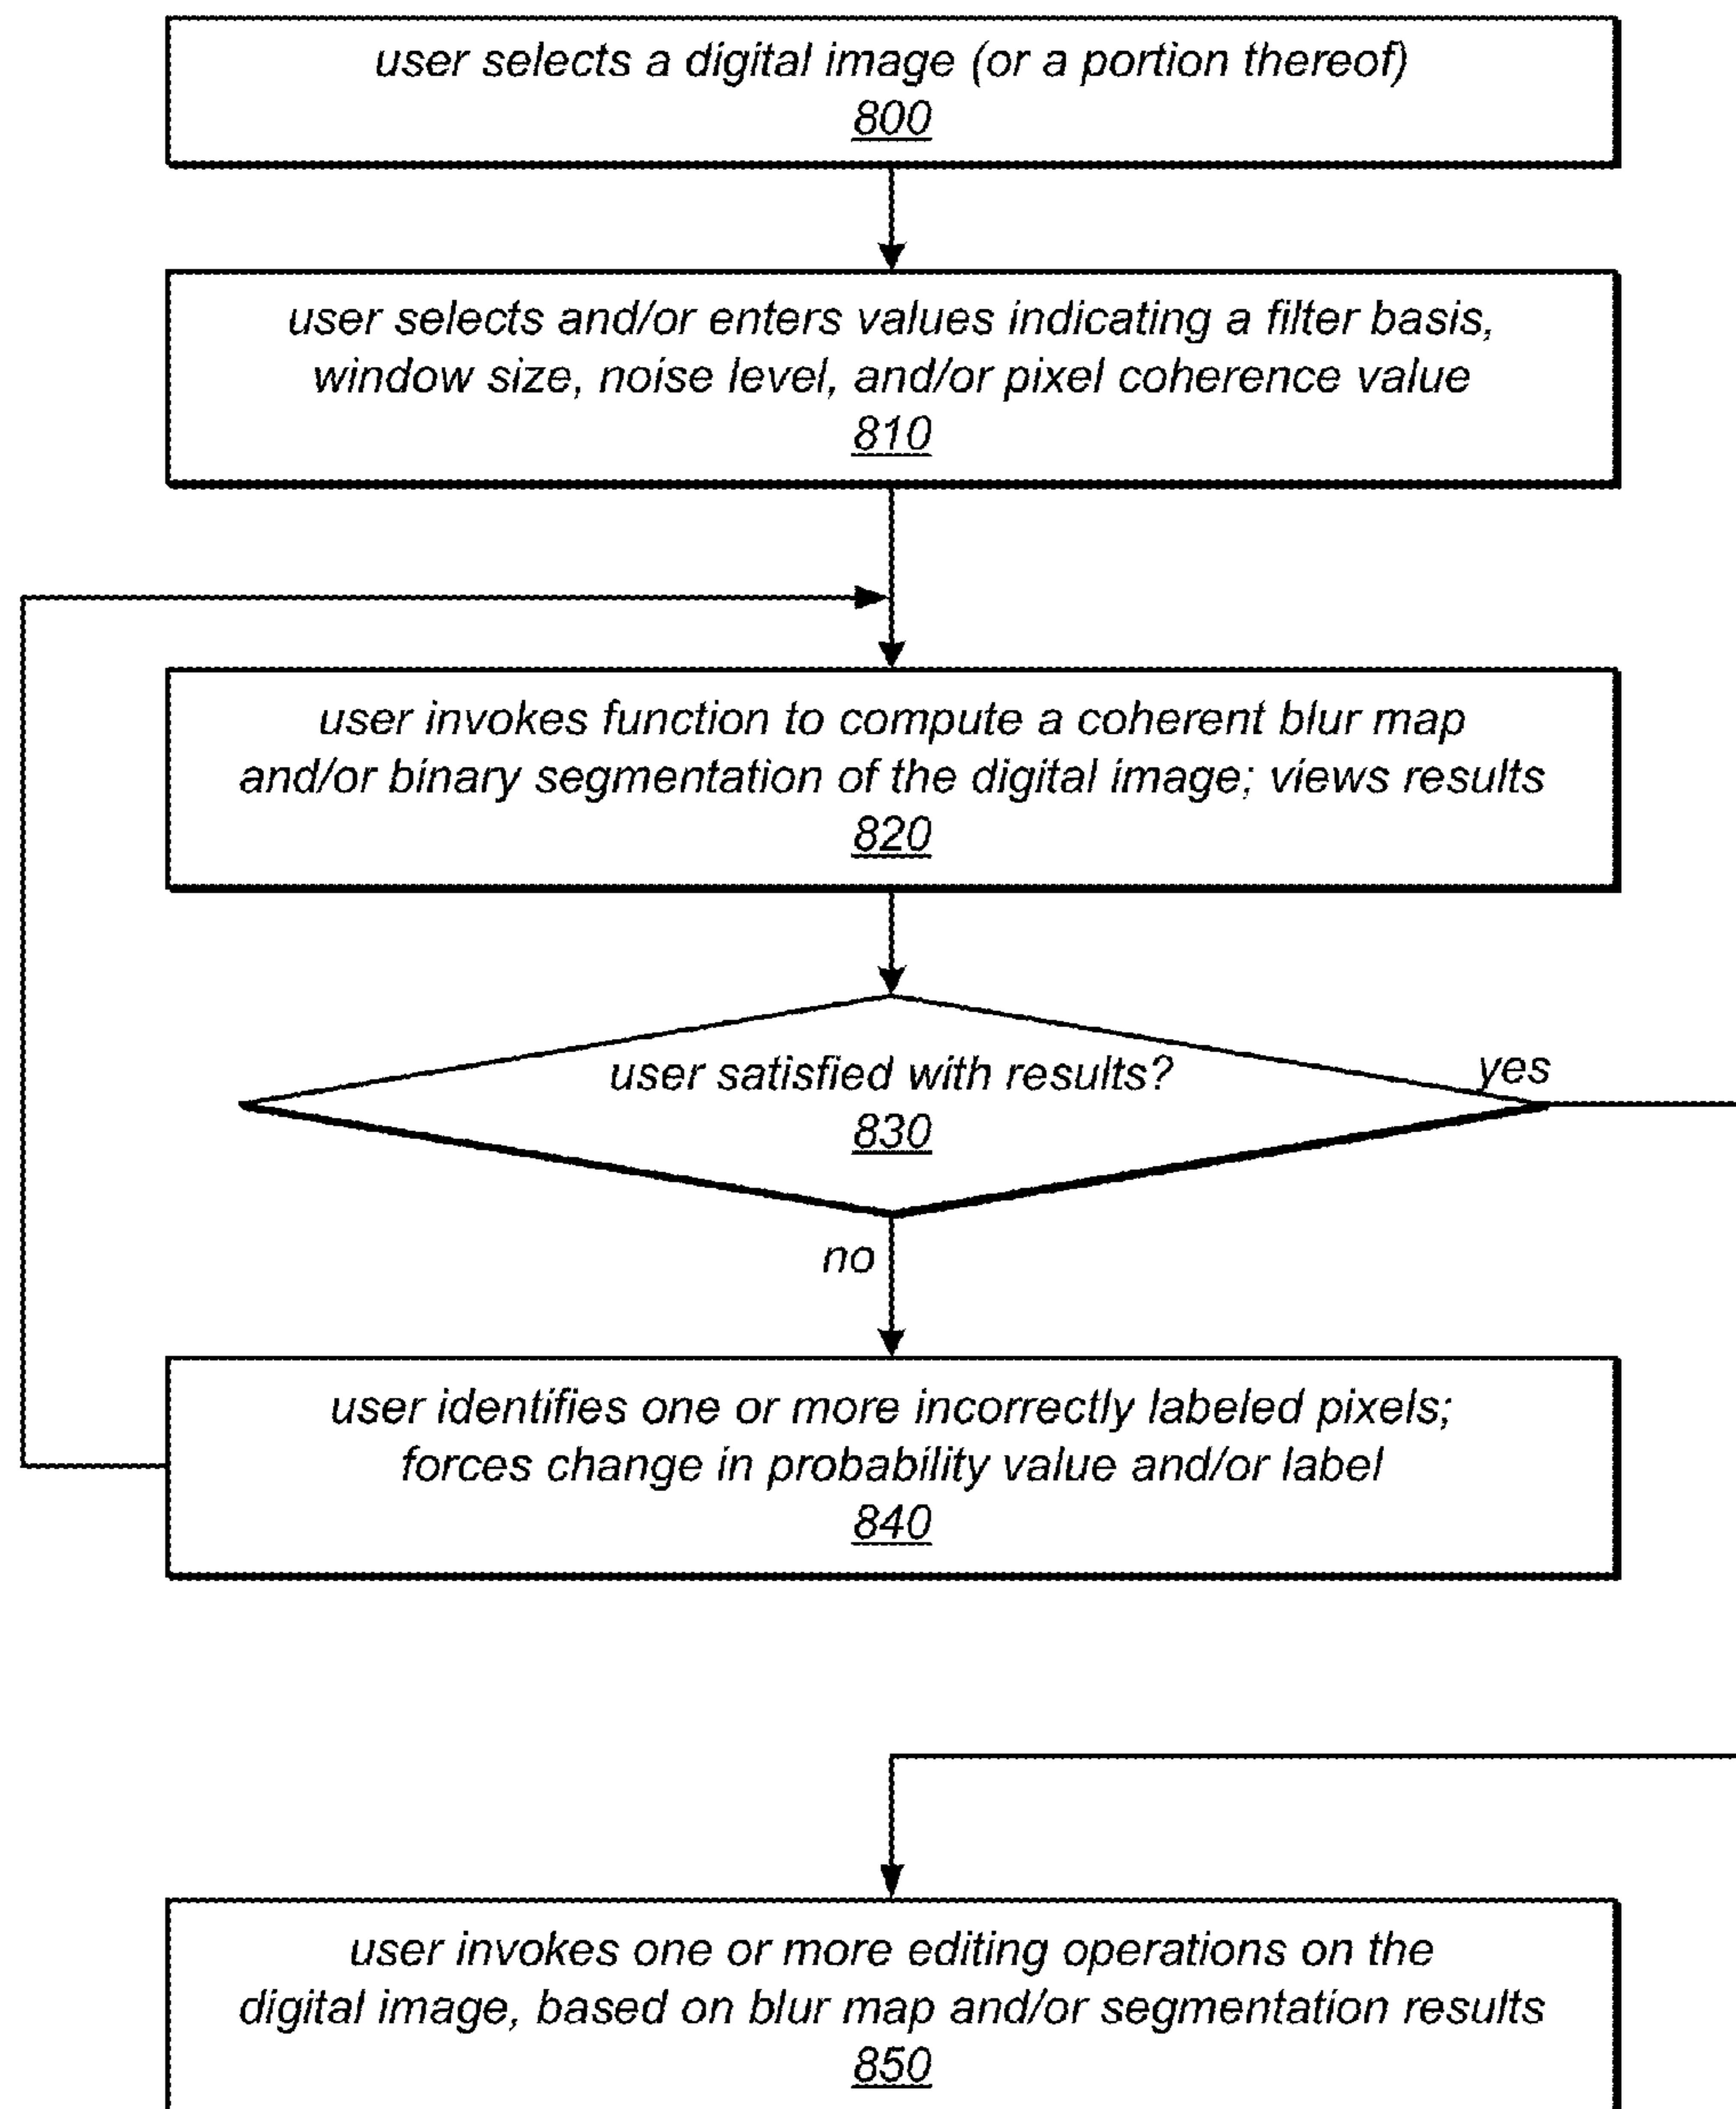 user selects a digital image (or a portion thereof)
800
user selects and/or enters values indicating a filter basis,
window size, noise level, and/or pixel coherence value
810
user invokes function to compute a coherent blur map
and/or binary segmentation of the digital image; views results
820
user satisfied with results?
830
yes
no
user identifies one or more incorrectly labeled pixels;
forces change in probability value and/or label
840
user invokes one or more editing operations on the
digital image, based on blur map and/or segmentation results
850